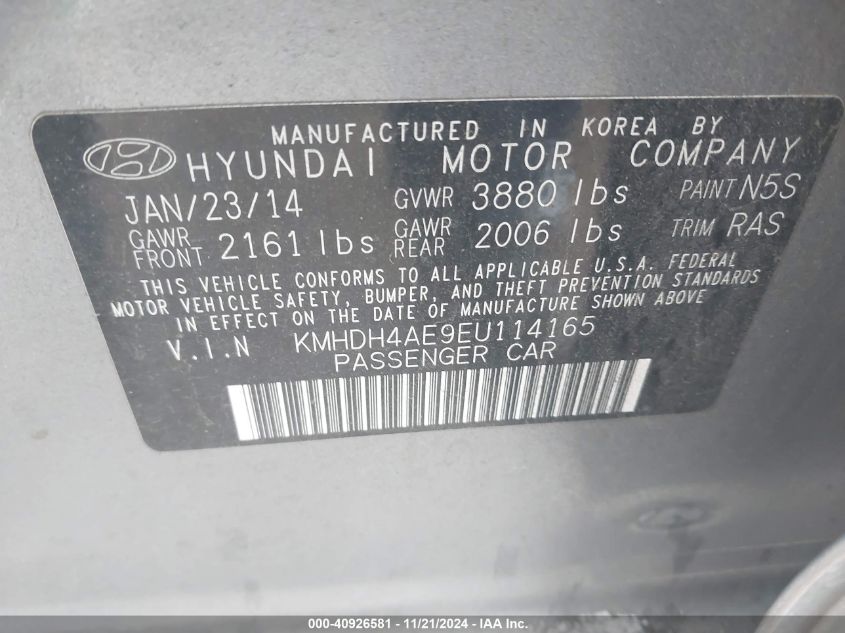 MANUFACTURED IN KOREA BY
HYUNDAI MOTOR COMPANY
JAN/23/14 GVWR 3880 lbs PAINT N5S
GAWR FRONT 2161 lbs GAWR REAR 2006 lbs TRIM RAS
THIS VEHICLE CONFORMS TO ALL APPLICABLE U.S.A. FEDERAL
MOTOR VEHICLE SAFETY, BUMPER, AND THEFT PREVENTION STANDARDS
IN EFFECT ON THE DATE OF MANUFACTURE SHOWN ABOVE
V.I.N KMHDH4AE9EU114165
PASSENGER CAR
000-40926581 - 11/21/2024 - IAA Inc.